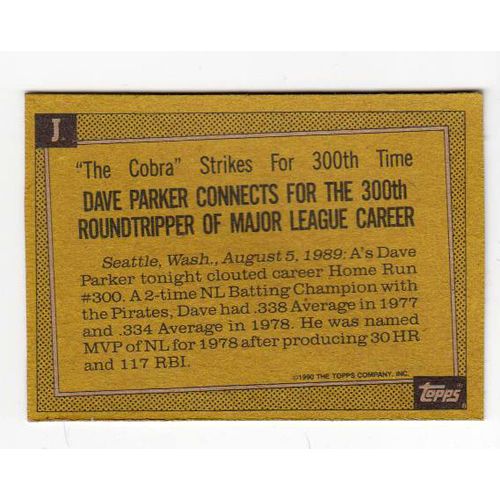 J
"The Cobra" Strikes For 300th Time
DAVE PARKER CONNECTS FOR THE 300th
ROUNDTRIPPER OF MAJOR LEAGUE CAREER
Seattle, Wash., August 5, 1989: A's Dave
Parker tonight clouted career Home Run
#300. A 2-time NL Batting Champion with
the Pirates, Dave had .338 Average in 1977
and .334 Average in 1978. He was named
MVP of NL for 1978 after producing 30 HR
and 117 RBI.
©1990 THE TOPPS COMPANY, INC.
topps